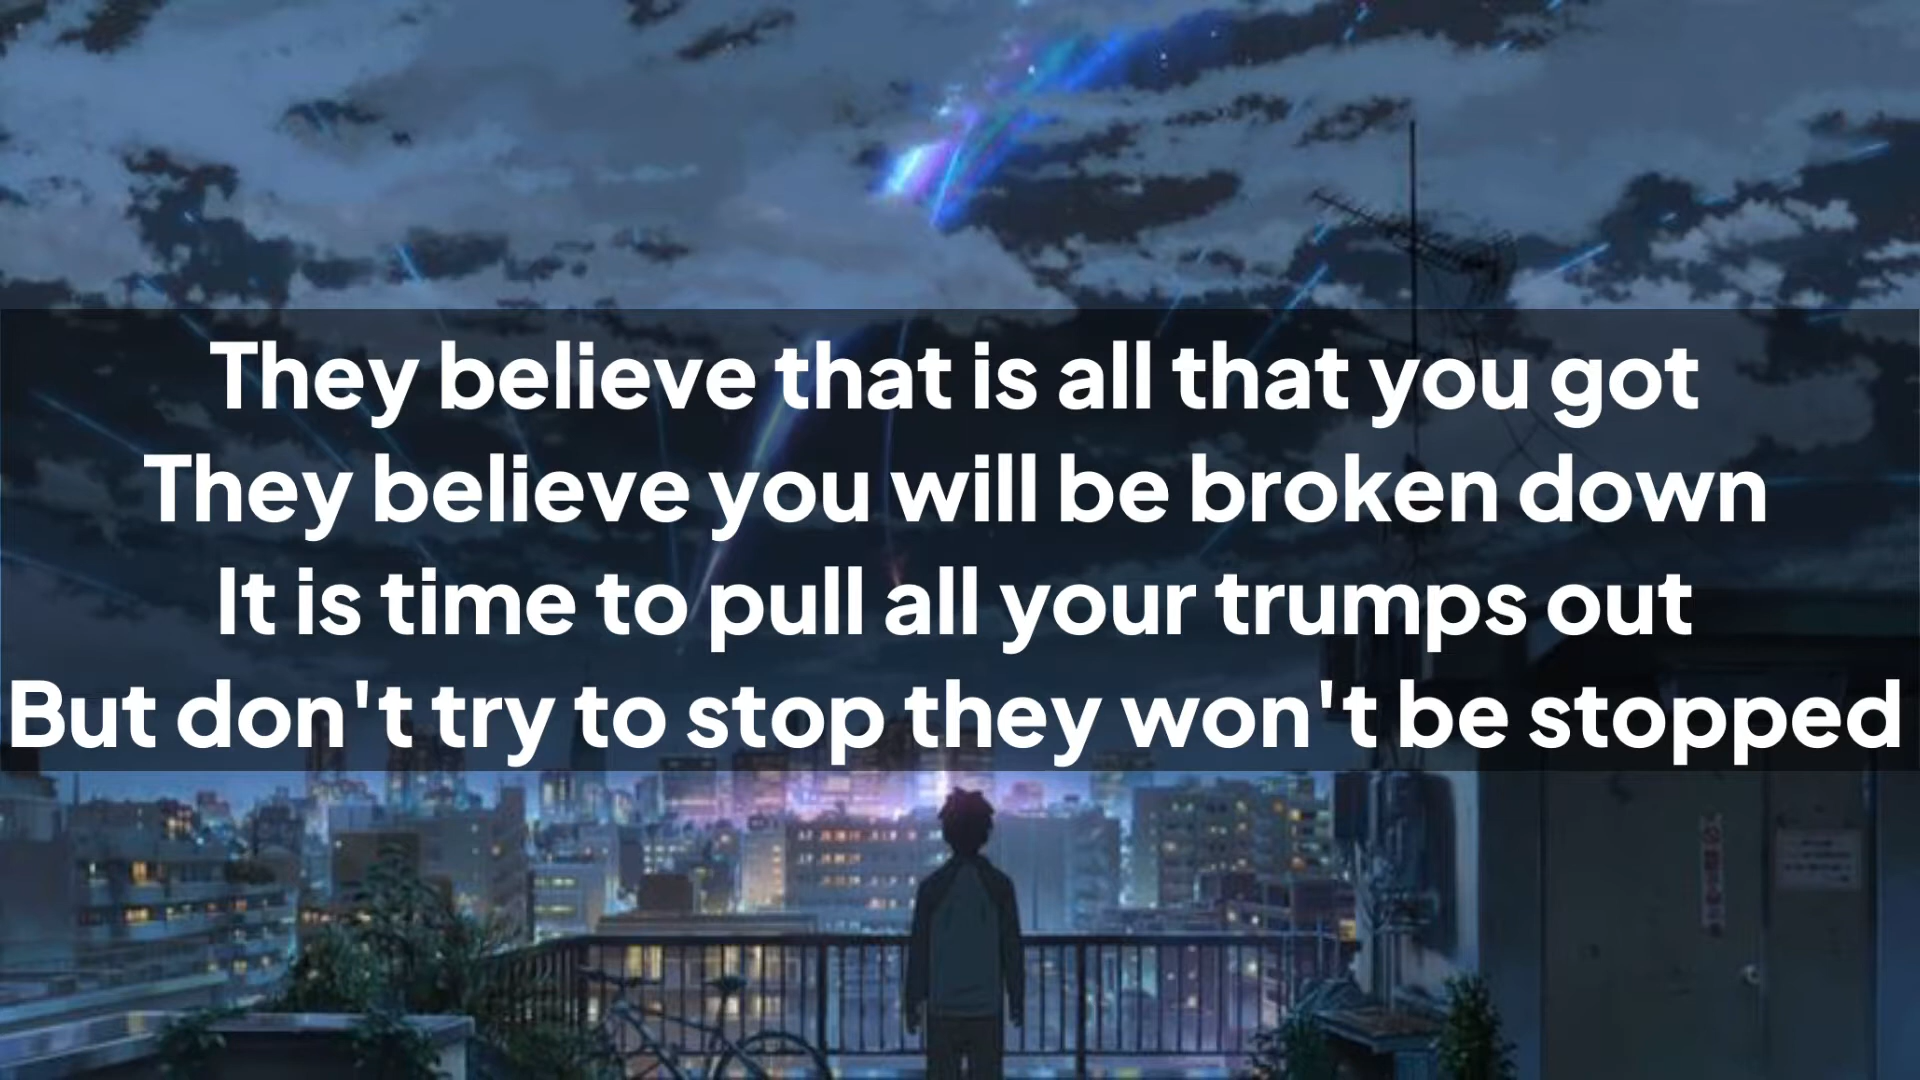 They believe that is all that you got
They believe you will be broken down
It is time to pull all your trumps out
But don't try to stop they won't be stopped